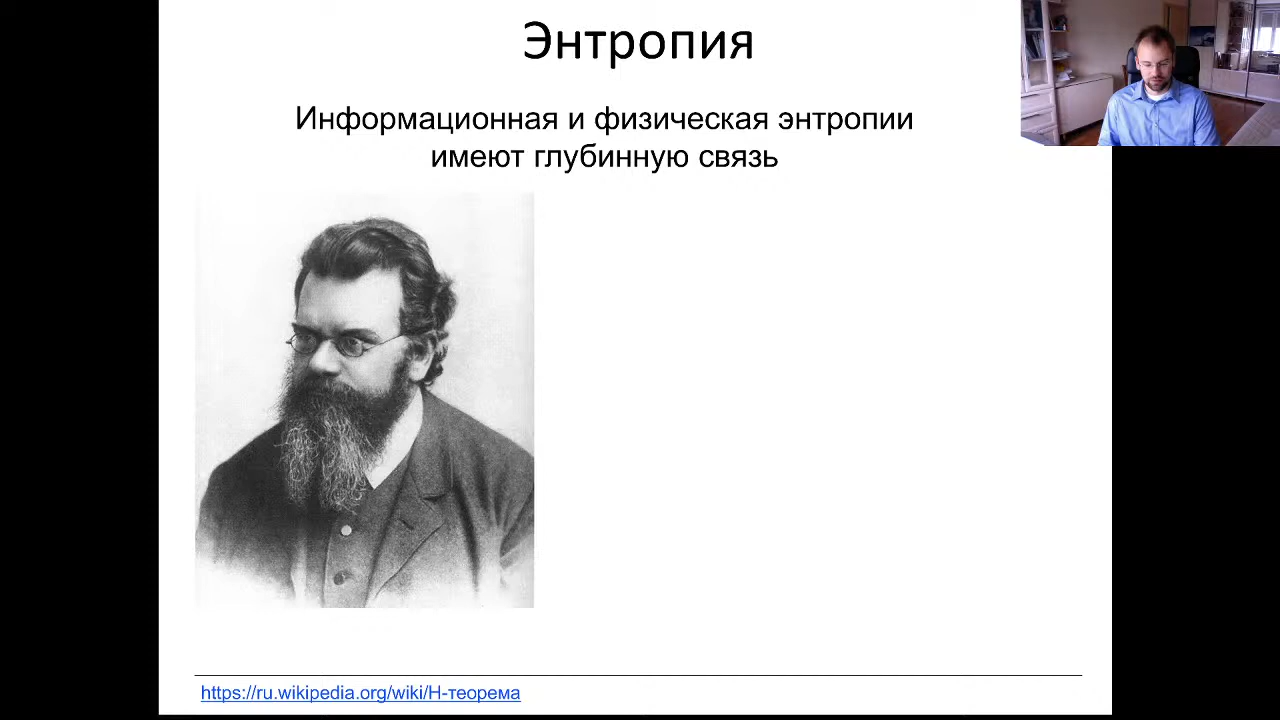 Энтропия
Информационная и физическая энтропии
имеют глубинную связь
https://ru.wikipedia.org/wiki/Н-теорема